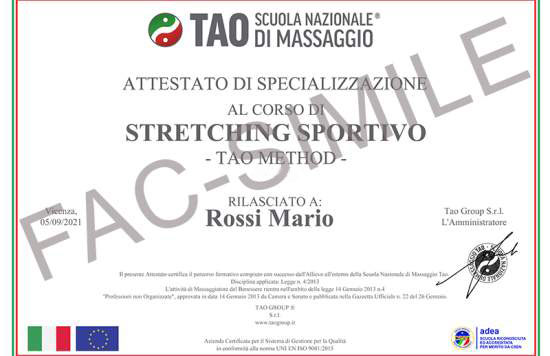 TAO SCUOLA NAZIONALE®
DI MASSAGGIO
ATTESTATO DI SPECIALIZZAZIONE
AL CORSO DI
STRETCHING SPORTIVO
- TAO METHOD -
FAC-SIMILE
RILASCIATO A:
Rossi Mario
Vicenza,
05/09/2021
Tao Group S.r.l.
L'Amministratore
Il presente Attestato certifica il percorso formativo compiuto con successo dall'Allievo all'interno della Scuola Nazionale di Massaggio Tao.
Disciplina applicata: Legge n. 4/2013
L'Attività di Massaggiatore del Benessere rientra nell'ambito della legge 14 Gennaio 2013 n.4
"Professioni non Organizzate", approvata in data 14 Gennaio 2013 da Camera e Senato e pubblicata nella Gazzetta Ufficiale n. 22 del 26 Gennaio.
TAO GROUP ®
S.r.l.
www.taogroup.it
Azienda Certificata per il Sistema di Gestione per la Qualità
in conformità alla norma UNI EN ISO 9001:2015
adea
SCUOLA RICONOSCIUTA
ED ACCREDITATA
PER MERITO DA CSEN